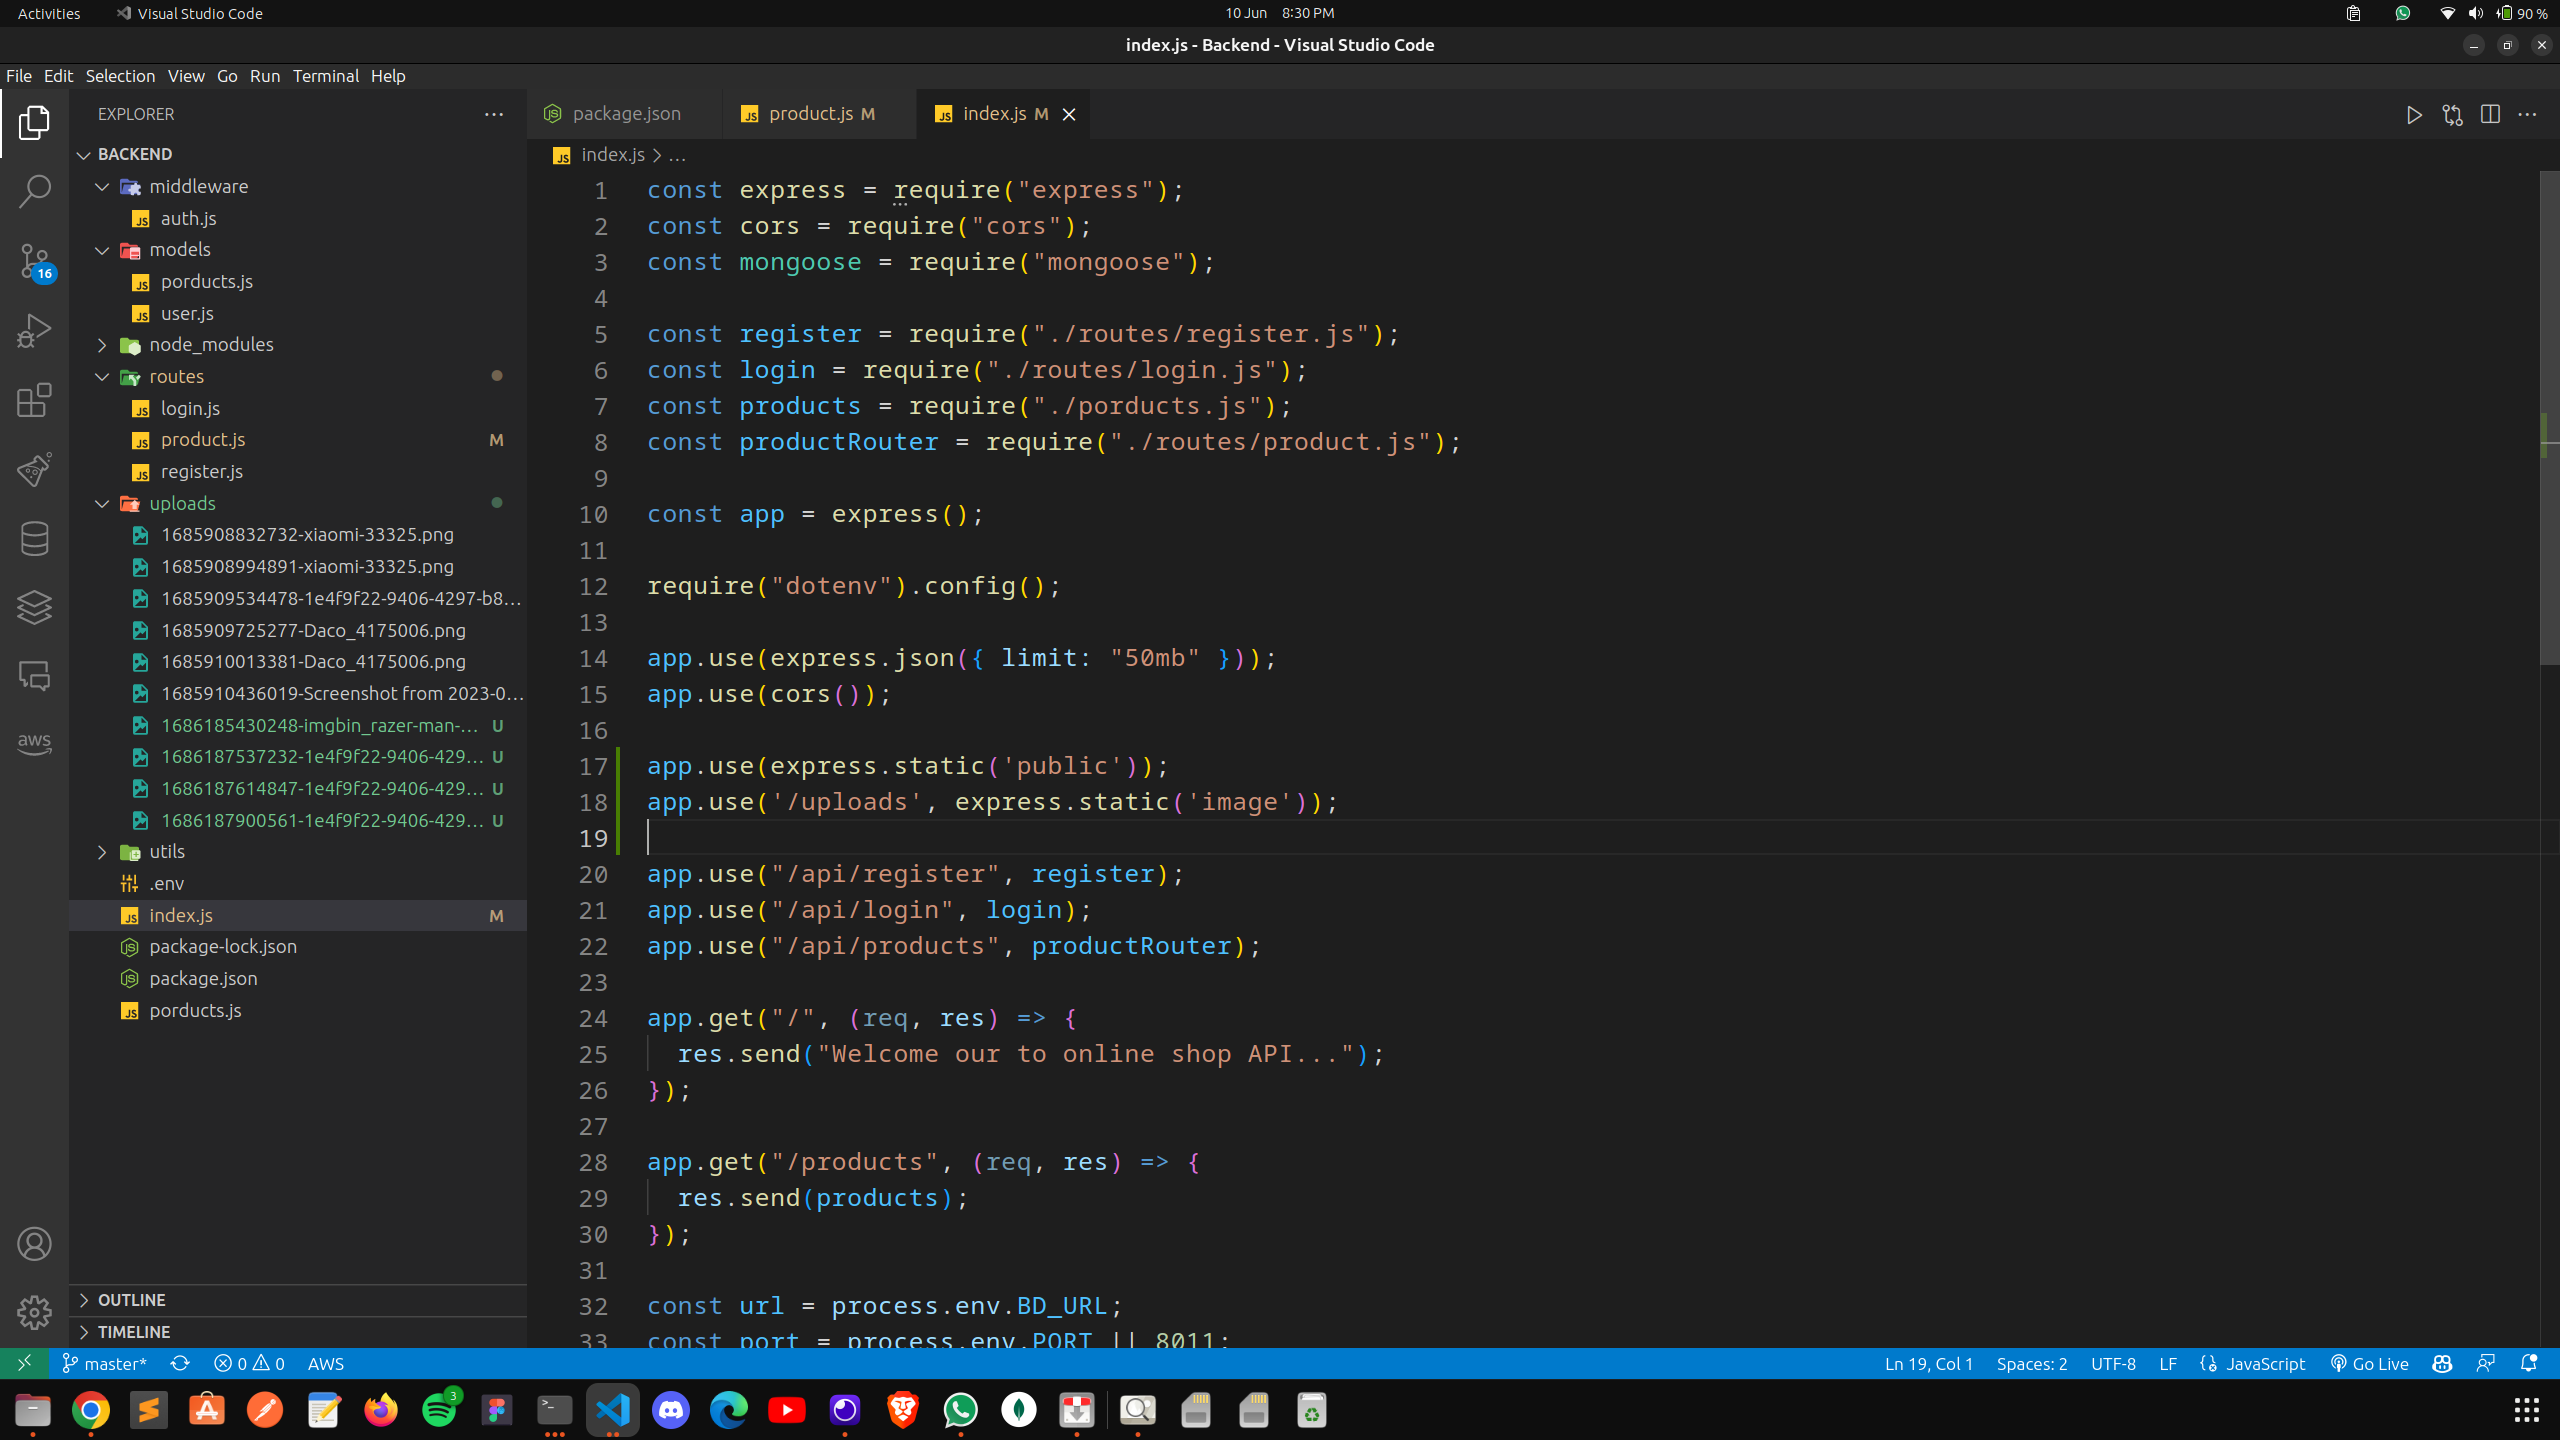 Activities Visual Studio Code 10 Jun 8:30 PM 90 %
index.js - Backend - Visual Studio Code
File Edit Selection View Go Run Terminal Help
EXPLORER
package.json product.js M index.js M
BACKEND
index.js > ...
middleware
auth.js
models
porducts.js
user.js
node_modules
routes
login.js
product.js M
register.js
uploads
1685908832732-xiaomi-33325.png
1685908994891-xiaomi-33325.png
1685909534478-1e4f9f22-9406-4297-b8...
1685909725277-Daco_4175006.png
1685910013381-Daco_4175006.png
1685910436019-Screenshot from 2023-0...
1686185430248-imgbin_razer-man-... U
1686187537232-1e4f9f22-9406-429... U
1686187614847-1e4f9f22-9406-429... U
1686187900561-1e4f9f22-9406-429... U
utils
.env
index.js M
package-lock.json
package.json
porducts.js
OUTLINE
TIMELINE
16
aws
1 const express = require("express");
2 const cors = require("cors");
3 const mongoose = require("mongoose");
4
5 const register = require("./routes/register.js");
6 const login = require("./routes/login.js");
7 const products = require("./porducts.js");
8 const productRouter = require("./routes/product.js");
9
10 const app = express();
11
12 require("dotenv").config();
13
14 app.use(express.json({ limit: "50mb" }));
15 app.use(cors());
16
17 app.use(express.static('public'));
18 app.use('/uploads', express.static('image'));
19
20 app.use("/api/register", register);
21 app.use("/api/login", login);
22 app.use("/api/products", productRouter);
23
24 app.get("/", (req, res) => {
25 res.send("Welcome our to online shop API...");
26 });
27
28 app.get("/products", (req, res) => {
29 res.send(products);
30 });
31
32 const url = process.env.BD_URL;
33 const port = process.env.PORT || 8011;
master* 0 0 AWS Ln 19, Col 1 Spaces: 2 UTF-8 LF JavaScript Go Live
3